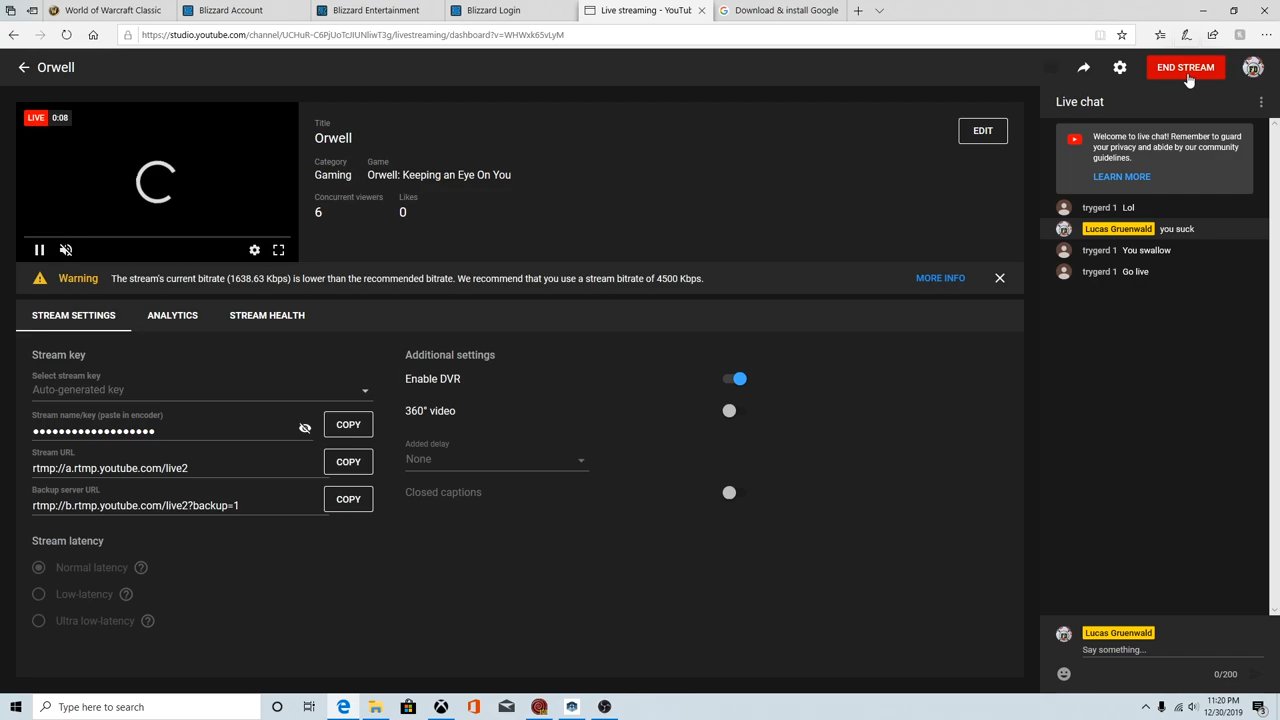 World of Warcraft Classic
Blizzard Account
Blizzard Entertainment
Blizzard Login
Live streaming - YouTub
Download & install Google
https://studio.youtube.com/channel/UCHuR-C6PjUoTcJIUNliwT3g/livestreaming/dashboard?v=WHWxk65vLyM
Orwell
END STREAM
LIVE 0:08
Title
Orwell
EDIT
Category Game
Gaming Orwell: Keeping an Eye On You
Concurrent viewers Likes
6 0
Warning The stream's current bitrate (1638.63 Kbps) is lower than the recommended bitrate. We recommend that you use a stream bitrate of 4500 Kbps.
MORE INFO
STREAM SETTINGS ANALYTICS STREAM HEALTH
Stream key
Select stream key
Auto-generated key
Stream name/key (paste in encoder)
COPY
Stream URL
rtmp://a.rtmp.youtube.com/live2
COPY
Backup server URL
rtmp://b.rtmp.youtube.com/live2?backup=1
COPY
Stream latency
Normal latency
Low-latency
Ultra low-latency
Additional settings
Enable DVR
360° video
Added delay
None
Closed captions
Live chat
Welcome to live chat! Remember to guard
your privacy and abide by our community
guidelines.
LEARN MORE
trygerd 1 Lol
Lucas Gruenwald you suck
trygerd 1 You swallow
trygerd 1 Go live
Lucas Gruenwald
Say something...
0/200
Type here to search
11:20 PM
12/30/2019